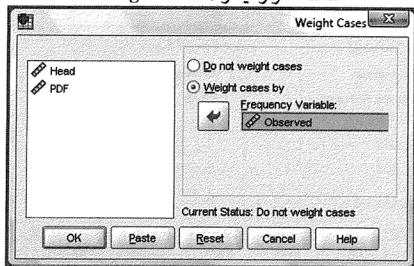 Weight Cases
Head
PDF
Do not weight cases
Weight cases by
Frequency Variable:
Observed
Current Status: Do not weight cases
OK
Paste
Reset
Cancel
Help